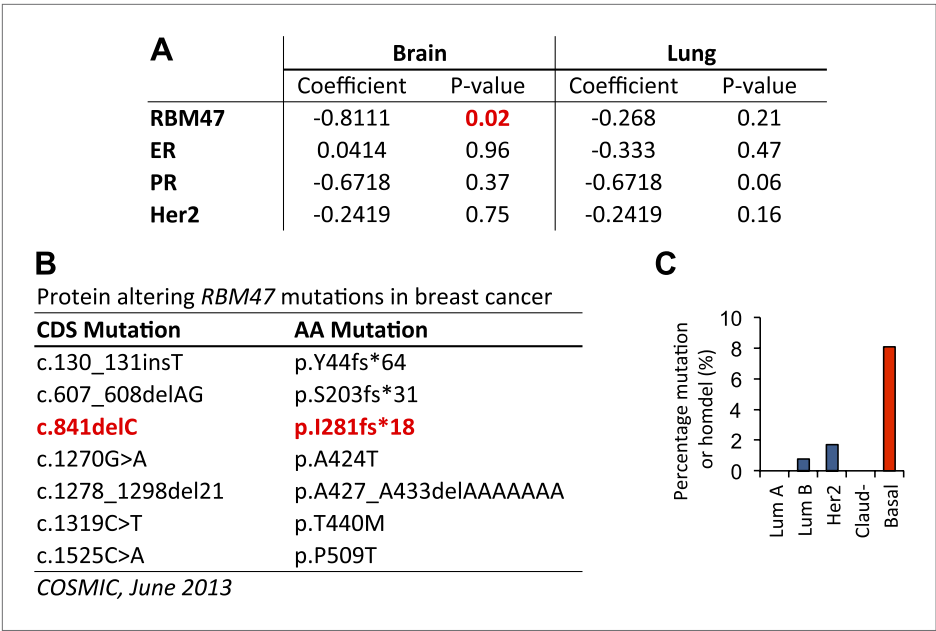 A
Brain Lung
Coefficient P-value Coefficient P-value
RBM47 -0.8111 0.02 -0.268 0.21
ER 0.0414 0.96 -0.333 0.47
PR -0.6718 0.37 -0.6718 0.06
Her2 -0.2419 0.75 -0.2419 0.16
B
Protein altering RBM47 mutations in breast cancer
CDS Mutation AA Mutation
c.130_131insT p.Y44fs*64
c.607_608delAG p.S203fs*31
c.841delC p.I281fs*18
c.1270G>A p.A424T
c.1278_1298del21 p.A427_A433delAAAAAAA
c.1319C>T p.T440M
c.1525C>A p.P509T
COSMIC, June 2013
C
Percentage mutation
or homdel (%)
10
8
6
4
2
0
Lum A
Lum B
Her2
Claud-
Basal